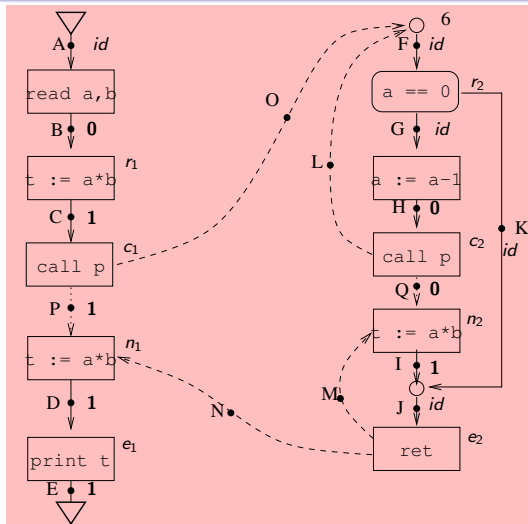 6
A id
F id
read a,b
r2
a == 0
O
B 0
G id
r1
t := a*b
L
a := a-1
K
id
C 1
H 0
c1
call p
c2
call p
P 1
Q 0
n1
t := a*b
n2
t := a*b
I 1
D 1
M
J id
N
e1
print t
e2
ret
E 1